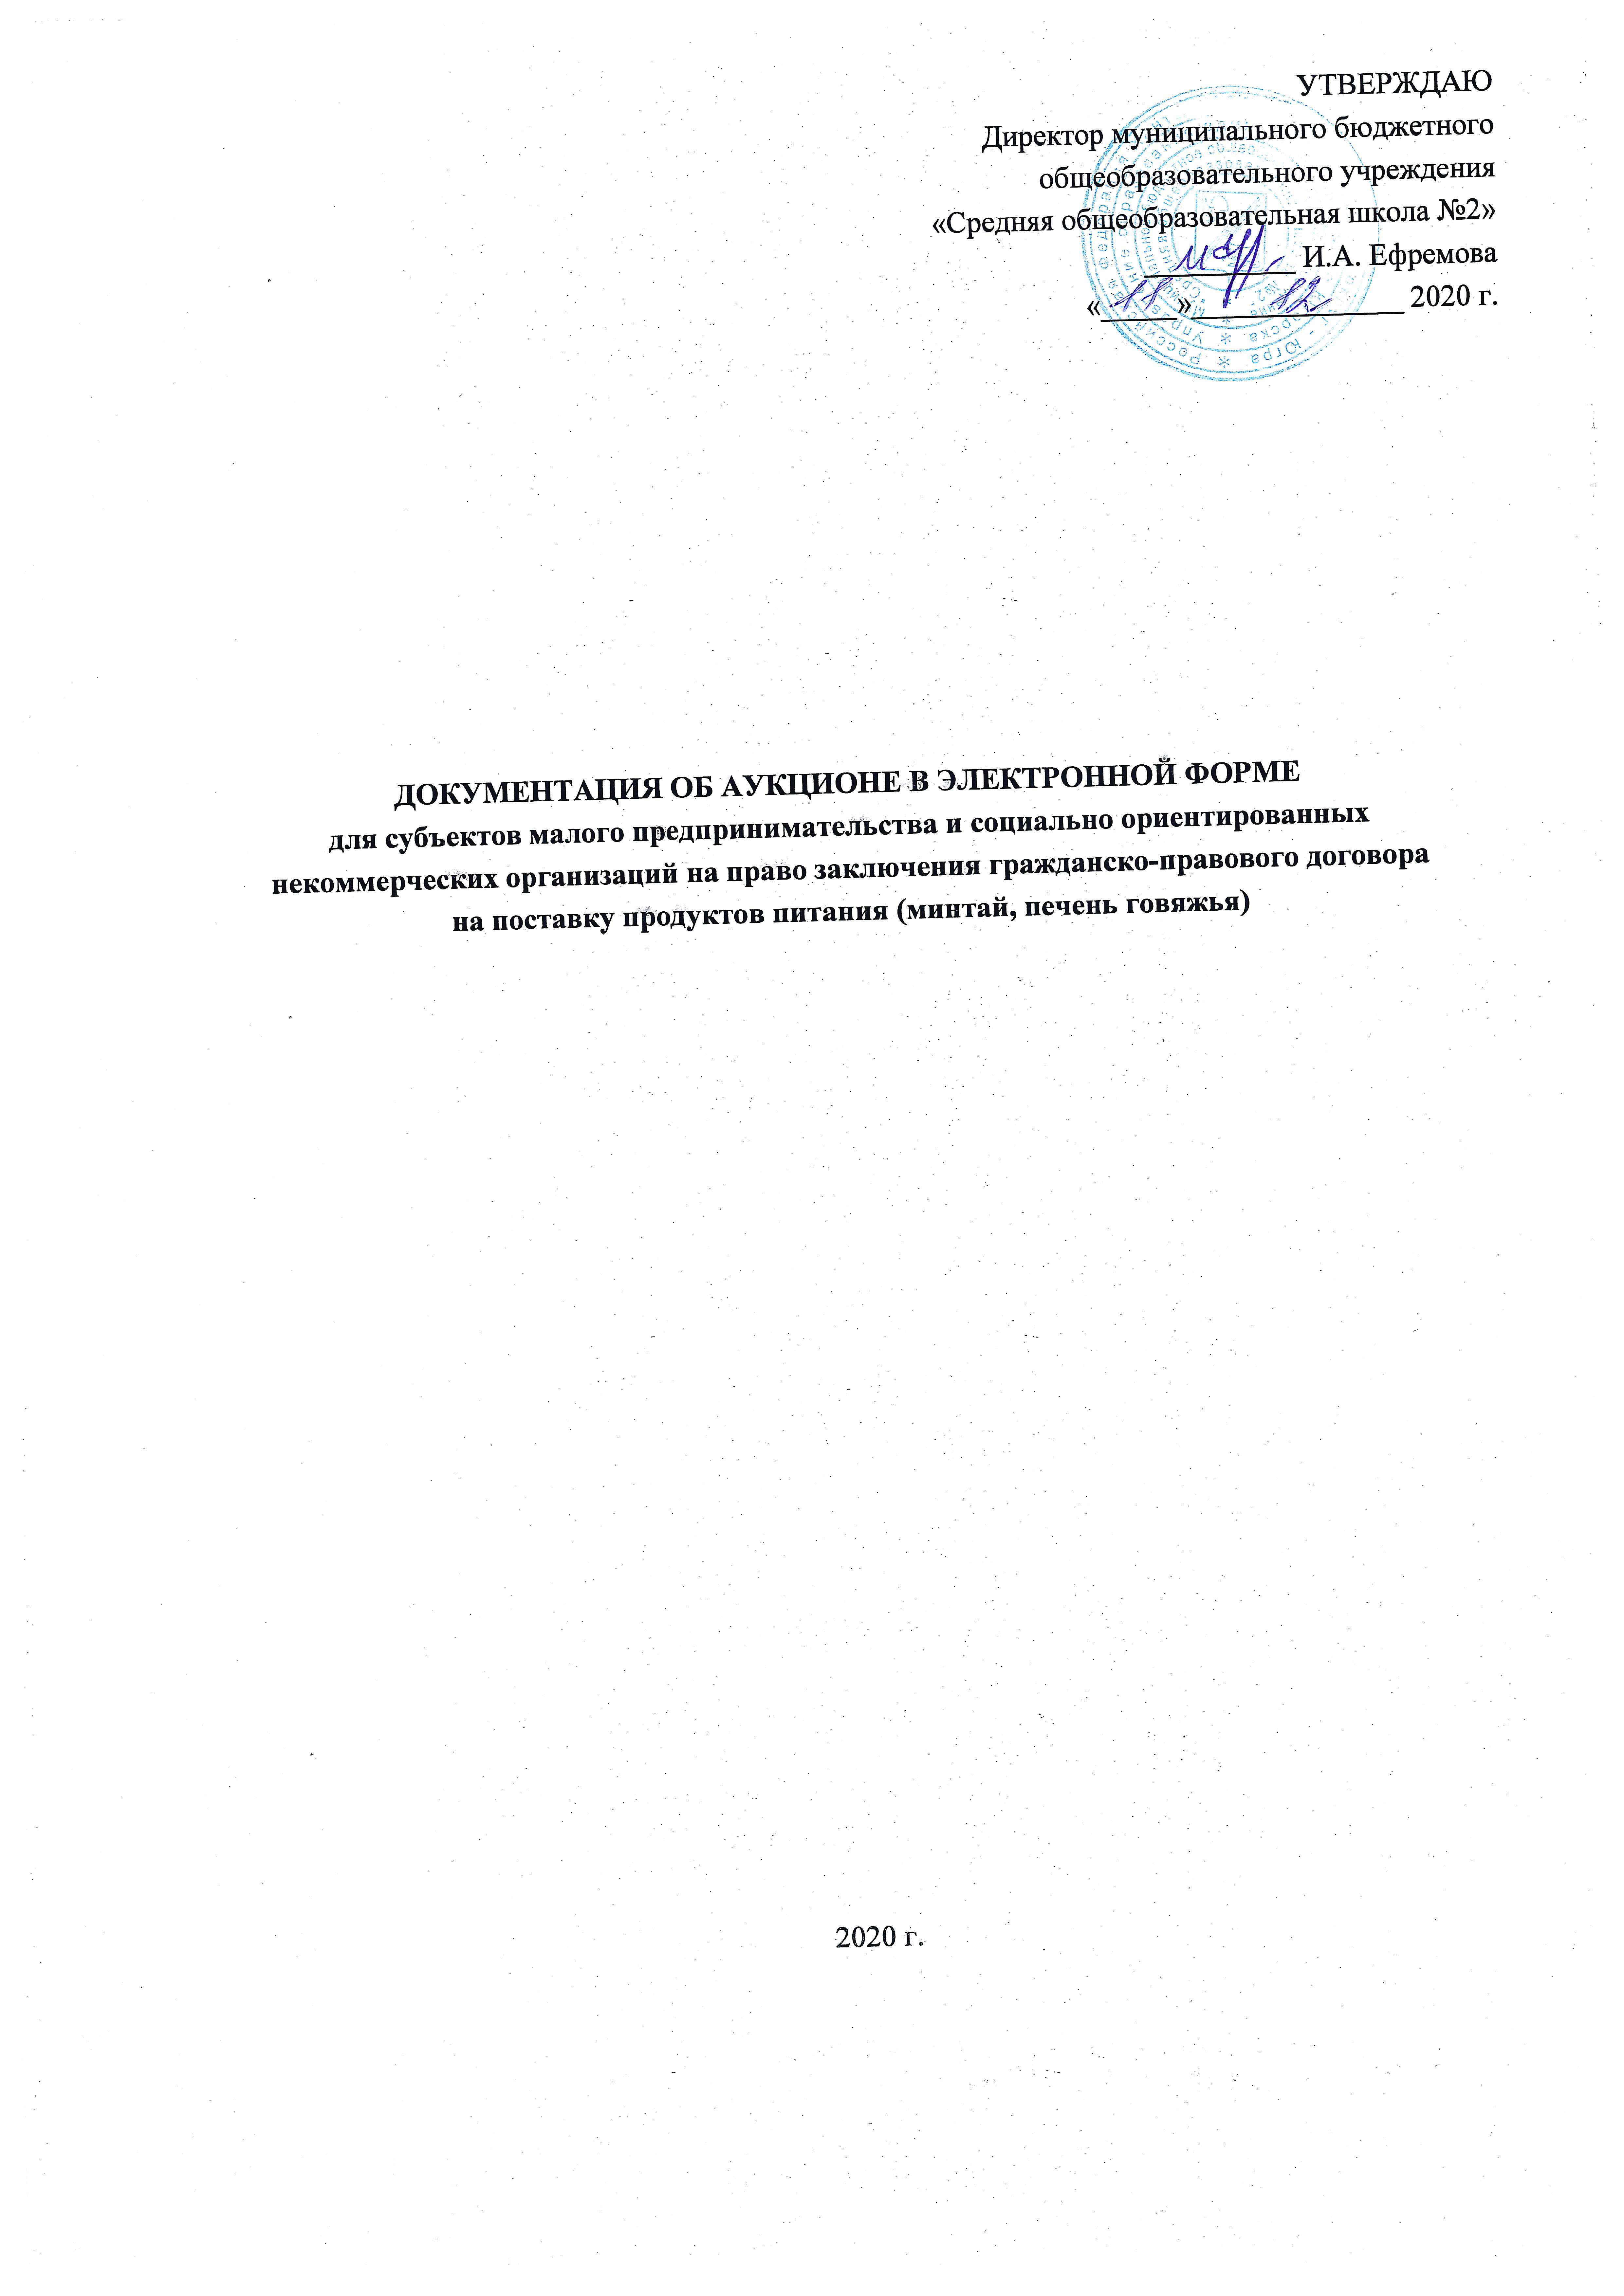 УТВЕРЖДАЮ
Директор муниципального бюджетного
общеобразовательного учреждения
«Средняя общеобразовательная школа №2»
____________ И.А. Ефремова
«18» 12 2020 г.
ДОКУМЕНТАЦИЯ ОБ АУКЦИОНЕ В ЭЛЕКТРОННОЙ ФОРМЕ
для субъектов малого предпринимательства и социально ориентированных
некоммерческих организаций на право заключения гражданско-правового договора
на поставку продуктов питания (минтай, печень говяжья)
2020 г.